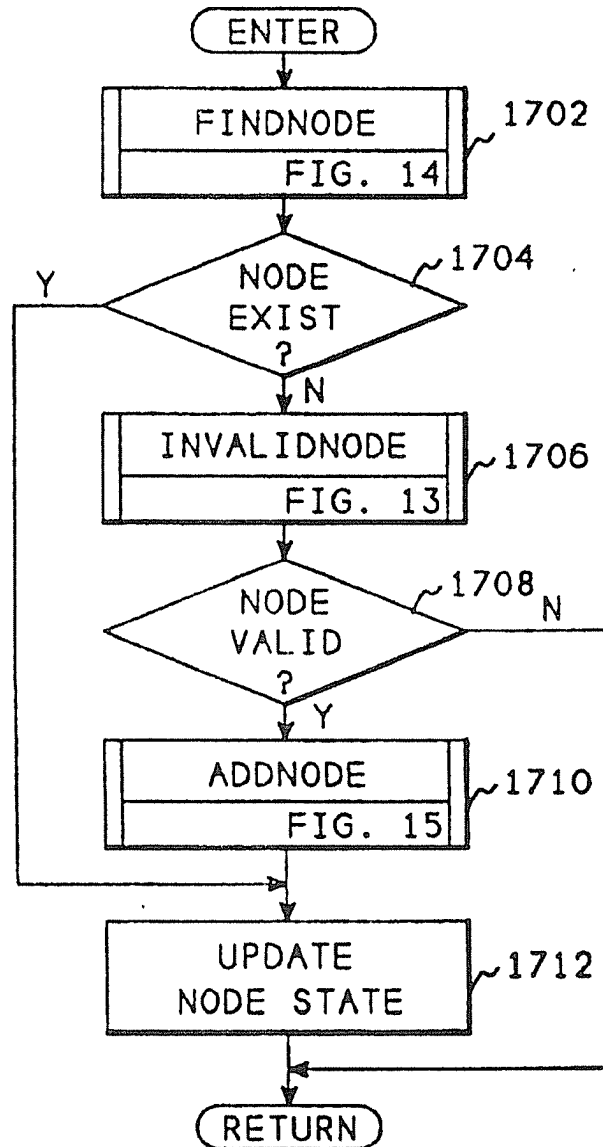 ENTER
FINDNODE
1702
FIG. 14
NODE
EXIST
?
1704
Y
N
INVALIDNODE
1706
FIG. 13
NODE
VALID
?
1708
N
Y
ADDNODE
1710
FIG. 15
UPDATE
NODE STATE
1712
RETURN